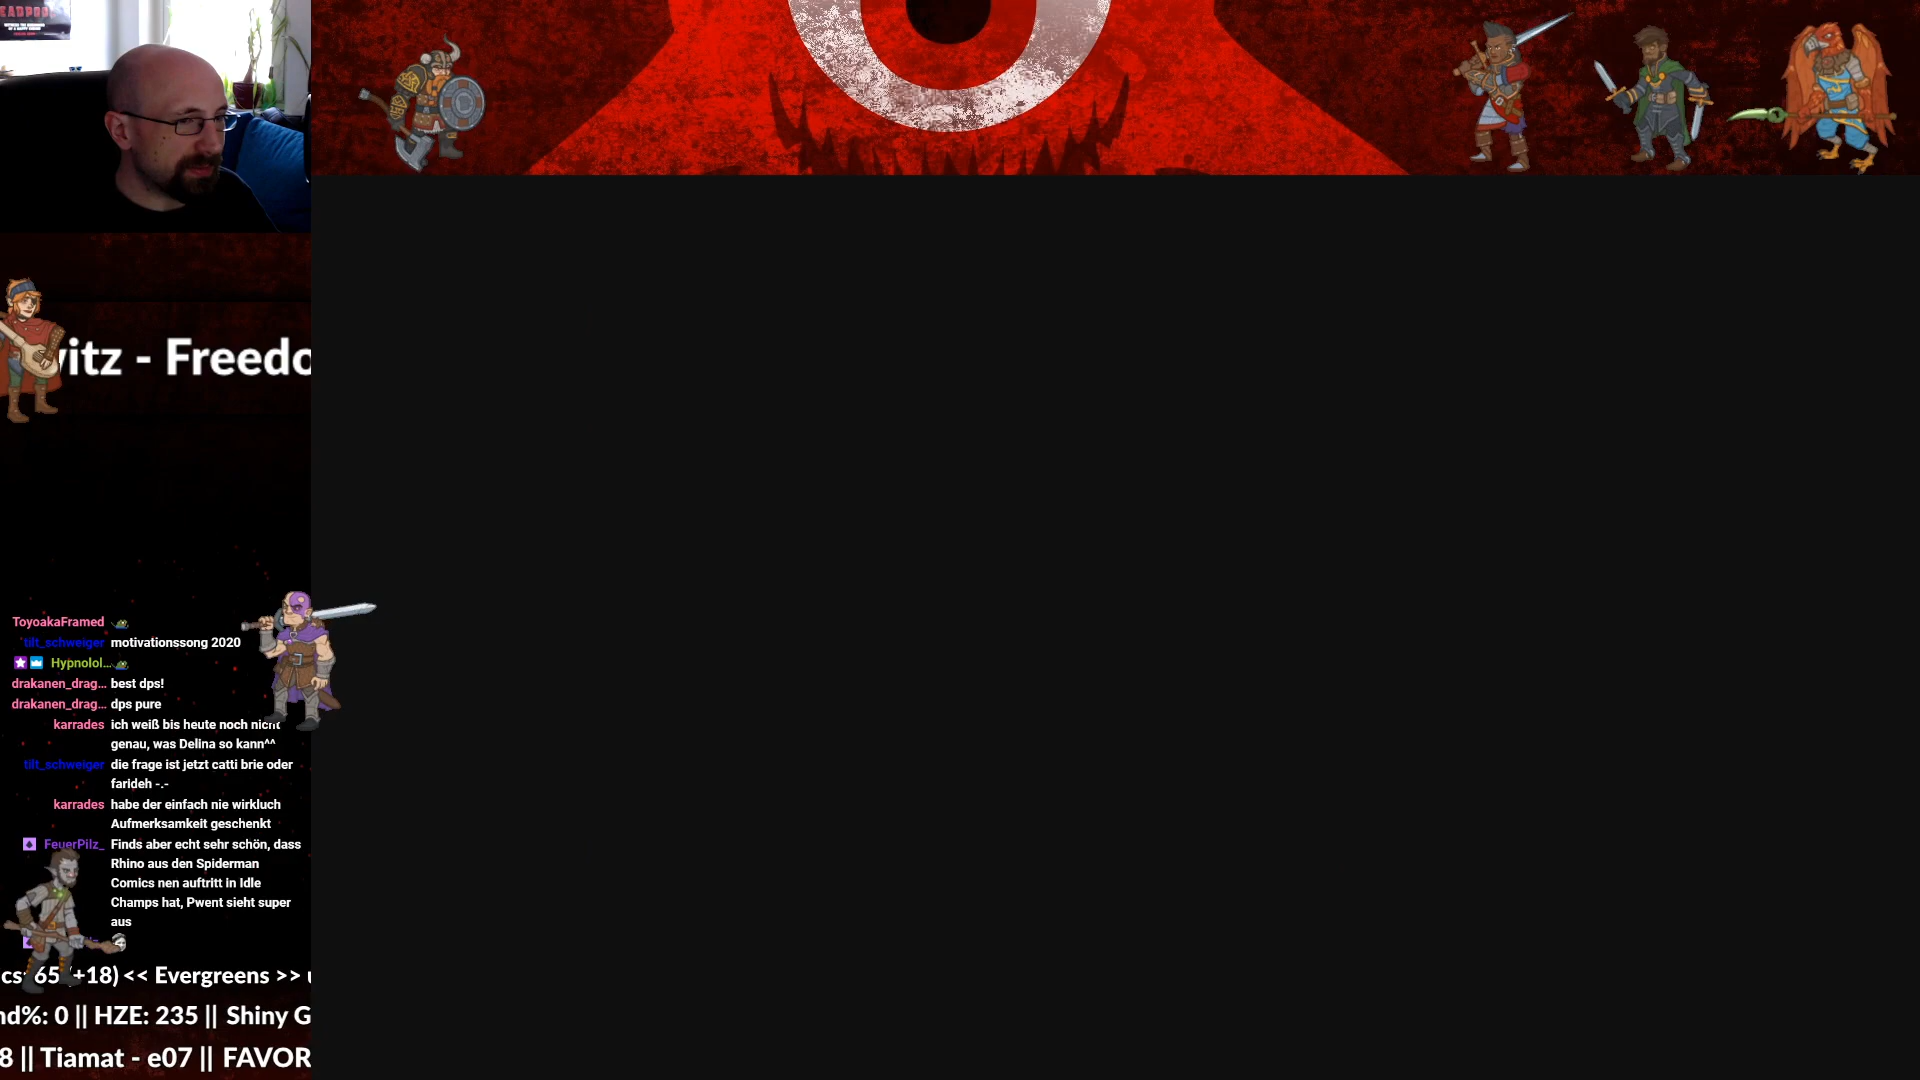 DEADPOOL
vitz - Freedo
ToyoakaFramed
tilt_schweiger motivationssong 2020
Hypnolol...
drakanen_drag... best dps!
drakanen_drag... dps pure
karrades ich weiß bis heute noch nicht
genau, was Delina so kann^^
tilt_schweiger die frage ist jetzt catti brie oder
farideh -.-
karrades habe der einfach nie wirkluch
Aufmerksamkeit geschenkt
FeuerPilz_ Finds aber echt sehr schön, dass
Rhino aus den Spiderman
Comics nen auftritt in Idle
Champs hat, Pwent sieht super
aus
cs: 65 (+18) << Evergreens >> u
nd%: 0 || HZE: 235 || Shiny G
8 || Tiamat - e07 || FAVOR